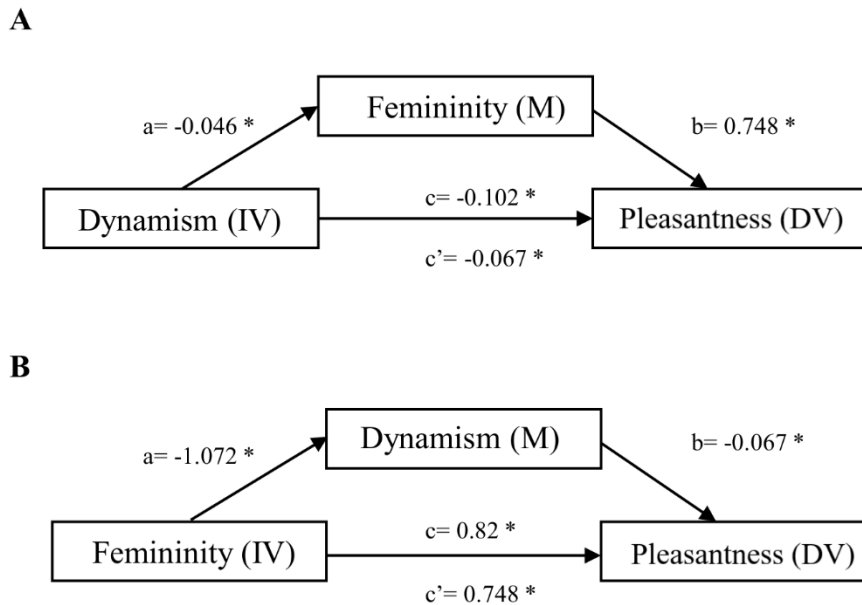 A
Femininity (M)
a= -0.046 *
b= 0.748 *
Dynamism (IV)
c= -0.102 *
Pleasantness (DV)
c’= -0.067 *
B
Dynamism (M)
a= -1.072 *
b= -0.067 *
Femininity (IV)
c= 0.82 *
Pleasantness (DV)
c’= 0.748 *